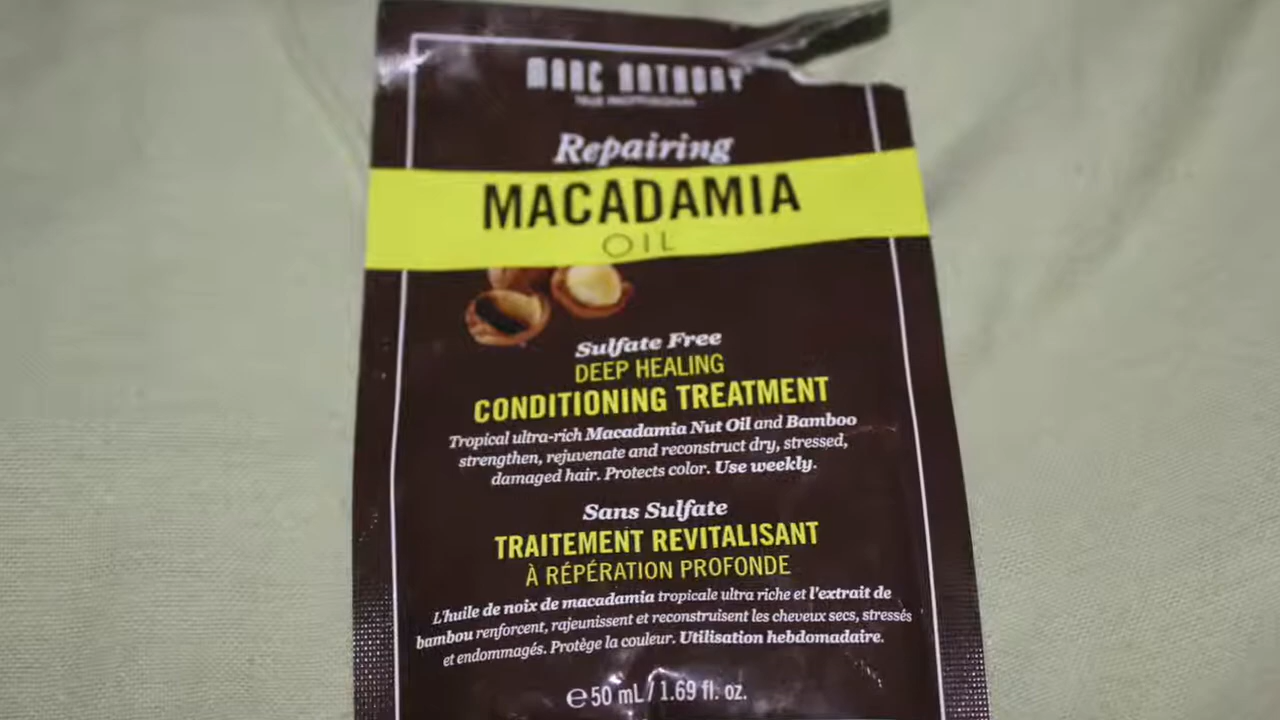 MARC ANTHONY
TRUE PROFESSIONAL
Repairing
MACADAMIA
OIL
Sulfate Free
DEEP HEALING
CONDITIONING TREATMENT
Tropical ultra-rich Macadamia Nut Oil and Bamboo
strengthen, rejuvenate and reconstruct dry, stressed,
damaged hair. Protects color. Use weekly.
Sans Sulfate
TRAITEMENT REVITALISANT
À RÉPÉRATION PROFONDE
L'huile de noix de macadamia tropicale ultra riche et l'extrait de
bambou renforcent, rajeunissent et reconstruisent les cheveux secs, stressés
et endommagés. Protège la couleur. Utilisation hebdomadaire.
℮ 50 mL / 1.69 fl. oz.